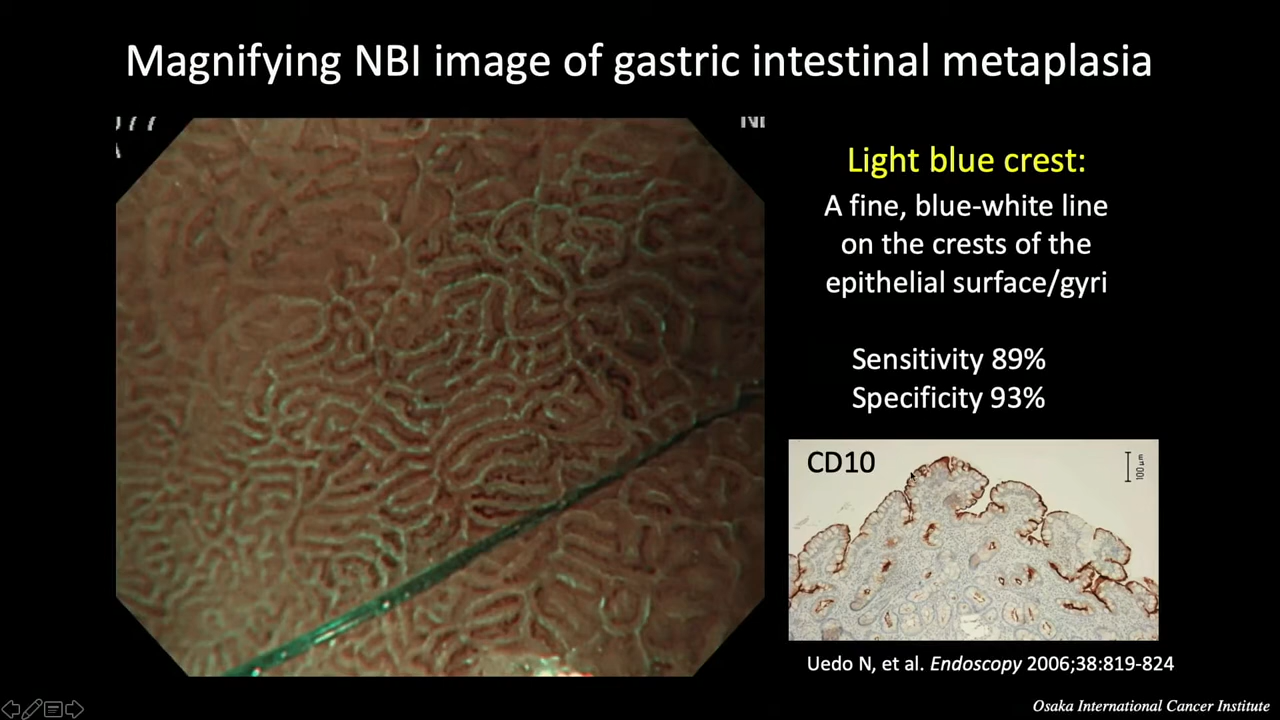 Magnifying NBI image of gastric intestinal metaplasia
Light blue crest:
A fine, blue-white line
on the crests of the
epithelial surface/gyri
Sensitivity 89%
Specificity 93%
CD10
100 μm
Uedo N, et al. Endoscopy 2006;38:819-824
Osaka International Cancer Institute